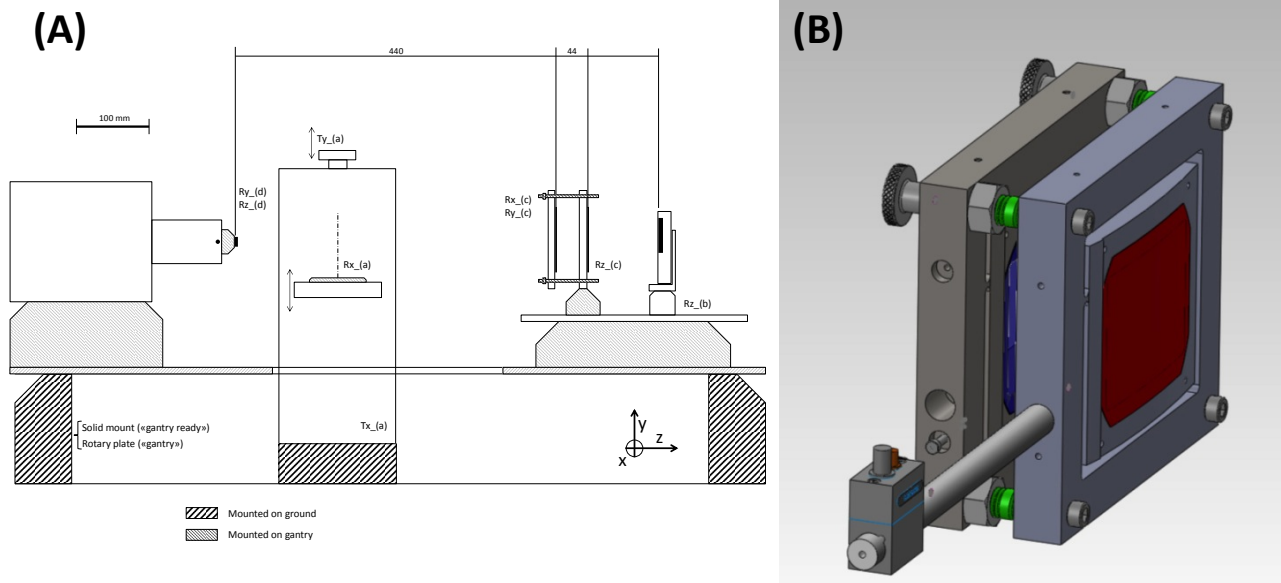 (A)
(B)
440
44
100 mm
Ty_(a)
Ry_(d)
Rz_(d)
Rx_(c)
Ry_(c)
Rx_(a)
Rz_(c)
Rz_(b)
Tx_(a)
Solid mount («gantry ready»)
Rotary plate («gantry»)
y
z
x
Mounted on ground
Mounted on gantry